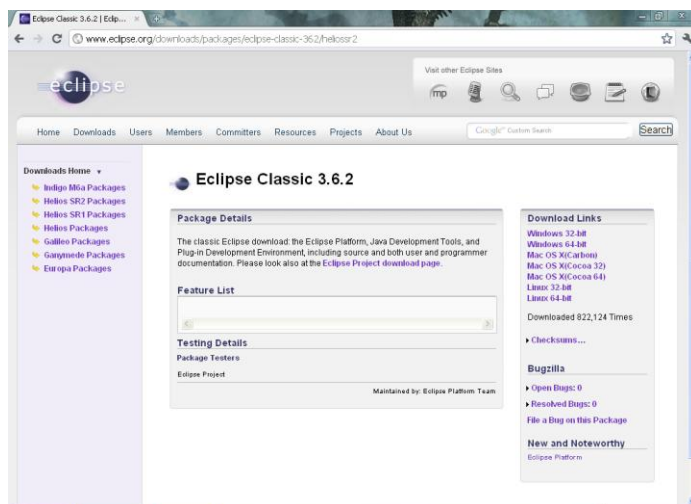 Eclipse Classic 3.6.2 | Eclip...
www.eclipse.org/downloads/packages/eclipse-classic-362/heliossr2
eclipse
Visit other Eclipse Sites
Home Downloads Users Members Committers Resources Projects About Us
Google™ Custom Search
Search
Downloads Home
Indigo M6a Packages
Helios SR2 Packages
Helios SR1 Packages
Helios Packages
Galileo Packages
Ganymede Packages
Europa Packages
Eclipse Classic 3.6.2
Package Details
The classic Eclipse download: the Eclipse Platform, Java Development Tools, and
Plug-in Development Environment, including source and both user and programmer
documentation. Please look also at the Eclipse Project download page.
Feature List
Testing Details
Package Testers
Eclipse Project
Maintained by: Eclipse Platform Team
Download Links
Windows 32-bit
Windows 64-bit
Mac OS X(Carbon)
Mac OS X(Cocoa 32)
Mac OS X(Cocoa 64)
Linux 32-bit
Linux 64-bit
Downloaded 822,124 Times
Checksums...
Bugzilla
Open Bugs: 0
Resolved Bugs: 0
File a Bug on this Package
New and Noteworthy
Eclipse Platform